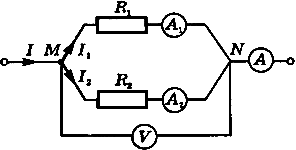 R₁ A₁
I M I₁ N A
I₂ R₂ A₂
V